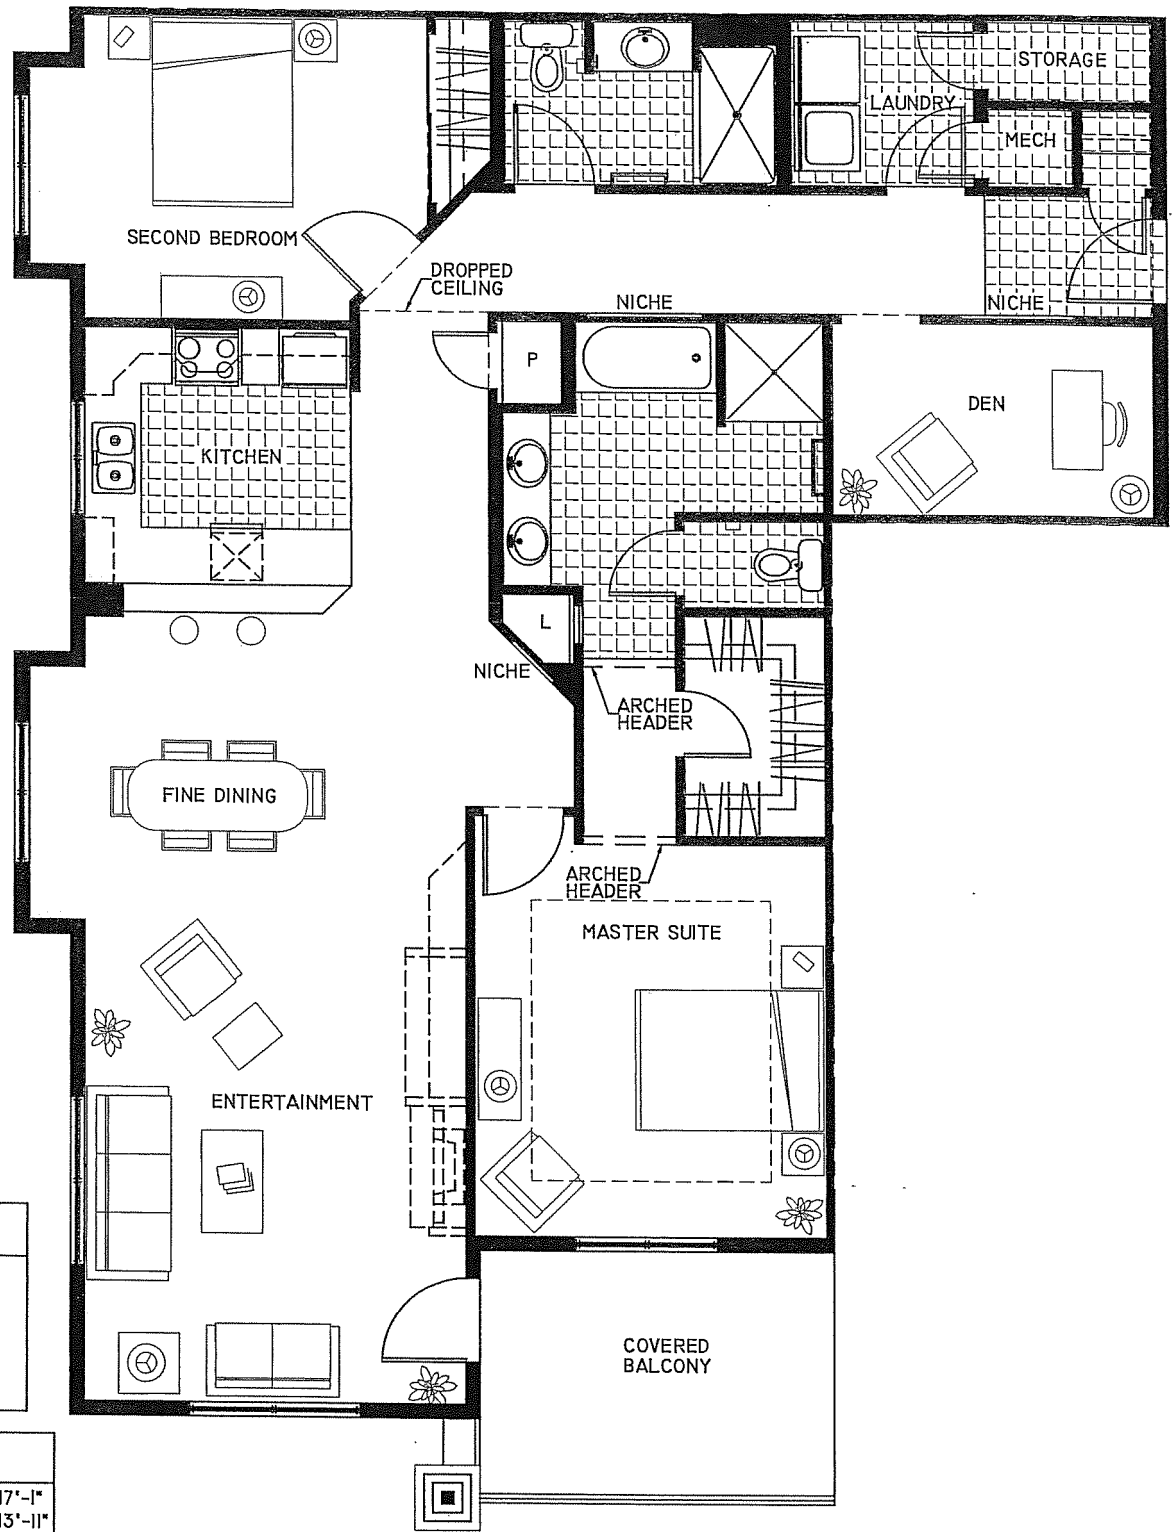 STORAGE
LAUNDRY
MECH
SECOND BEDROOM
DROPPED
CEILING
NICHE
NICHE
P
DEN
KITCHEN
L
NICHE
ARCHED
HEADER
FINE DINING
ARCHED
HEADER
MASTER SUITE
ENTERTAINMENT
COVERED
BALCONY
17'-1"
13'-11"